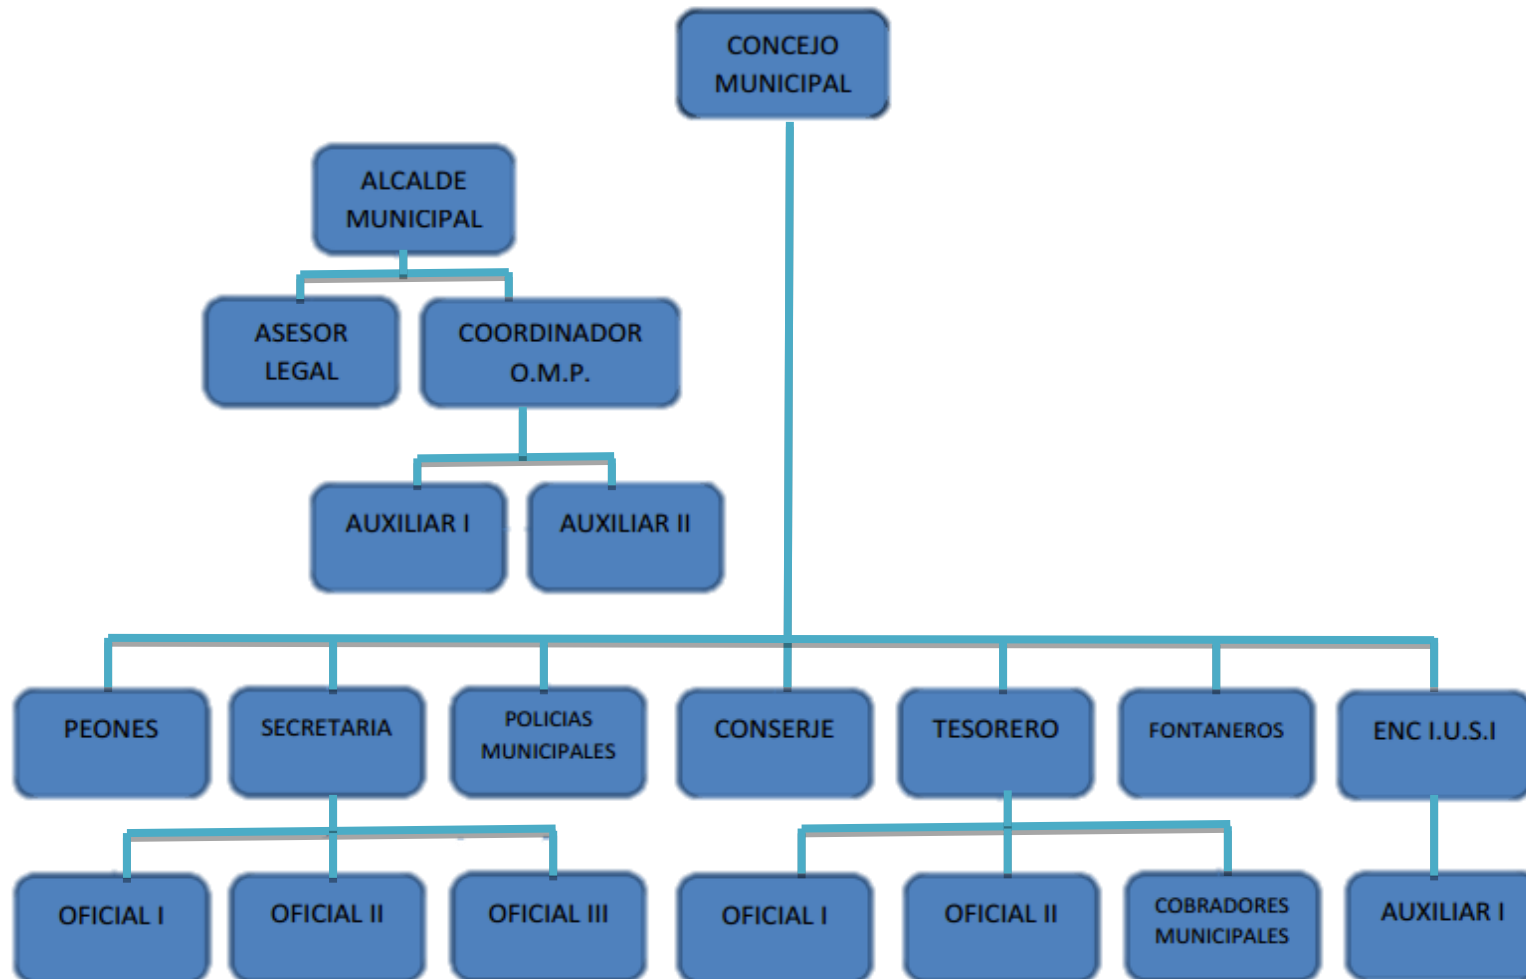 CONCEJO
MUNICIPAL
ALCALDE
MUNICIPAL
ASESOR
LEGAL
COORDINADOR
O.M.P.
AUXILIAR I
AUXILIAR II
PEONES
SECRETARIA
POLICIAS
MUNICIPALES
CONSERJE
TESORERO
FONTANEROS
ENC I.U.S.I
OFICIAL I
OFICIAL II
OFICIAL III
OFICIAL I
OFICIAL II
COBRADORES
MUNICIPALES
AUXILIAR I